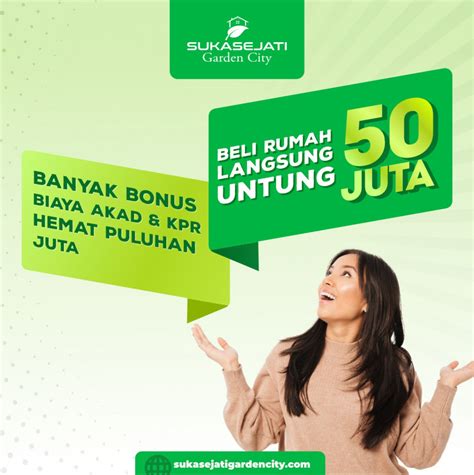 SUKASEJATI
Garden City
BELI RUMAH
LANGSUNG
UNTUNG
50
JUTA
BANYAK BONUS
BIAYA AKAD & KPR
HEMAT PULUHAN
JUTA
sukasejatigardencity.com